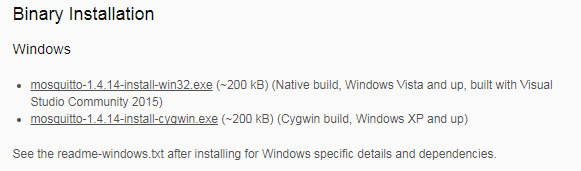 Binary Installation
Windows
mosquitto-1.4.14-install-win32.exe (~200 kB) (Native build, Windows Vista and up, built with Visual
Studio Community 2015)
mosquitto-1.4.14-install-cygwin.exe (~200 kB) (Cygwin build, Windows XP and up)
See the readme-windows.txt after installing for Windows specific details and dependencies.